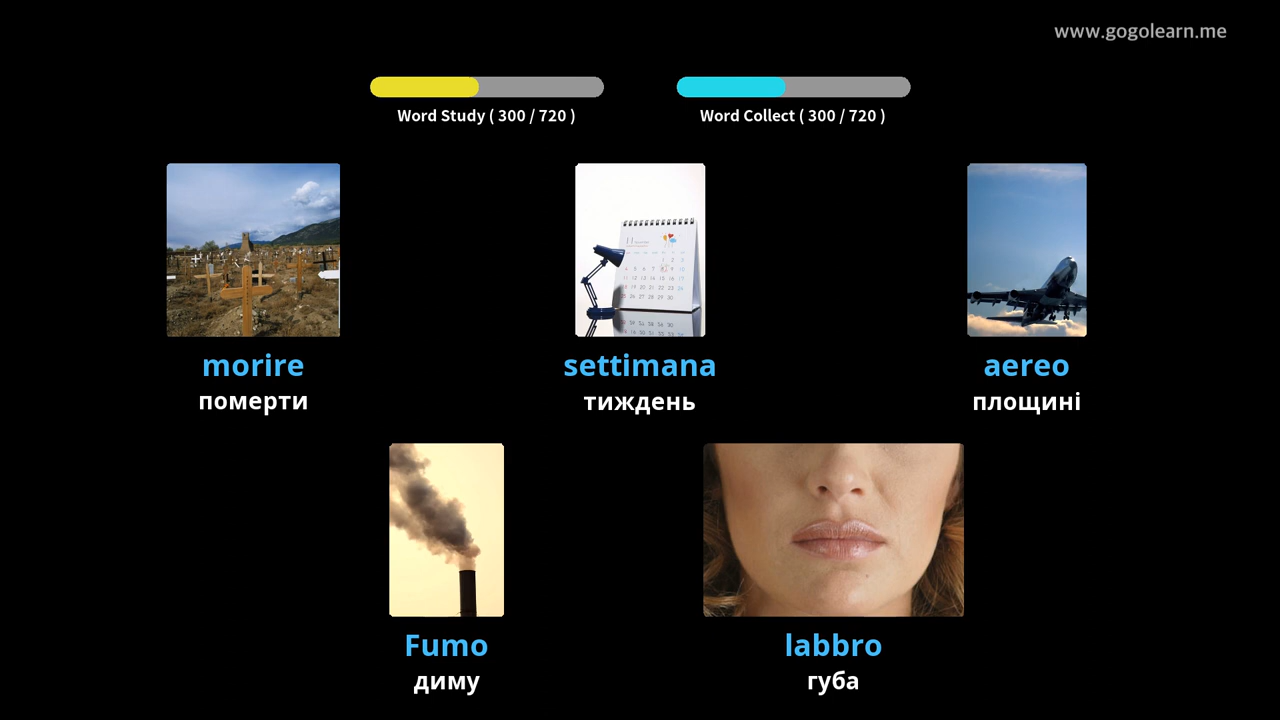 www.gogolearn.me
Word Study ( 300 / 720 )
Word Collect ( 300 / 720 )
morire
померти
settimana
тиждень
aereo
площині
Fumo
диму
labbro
губа